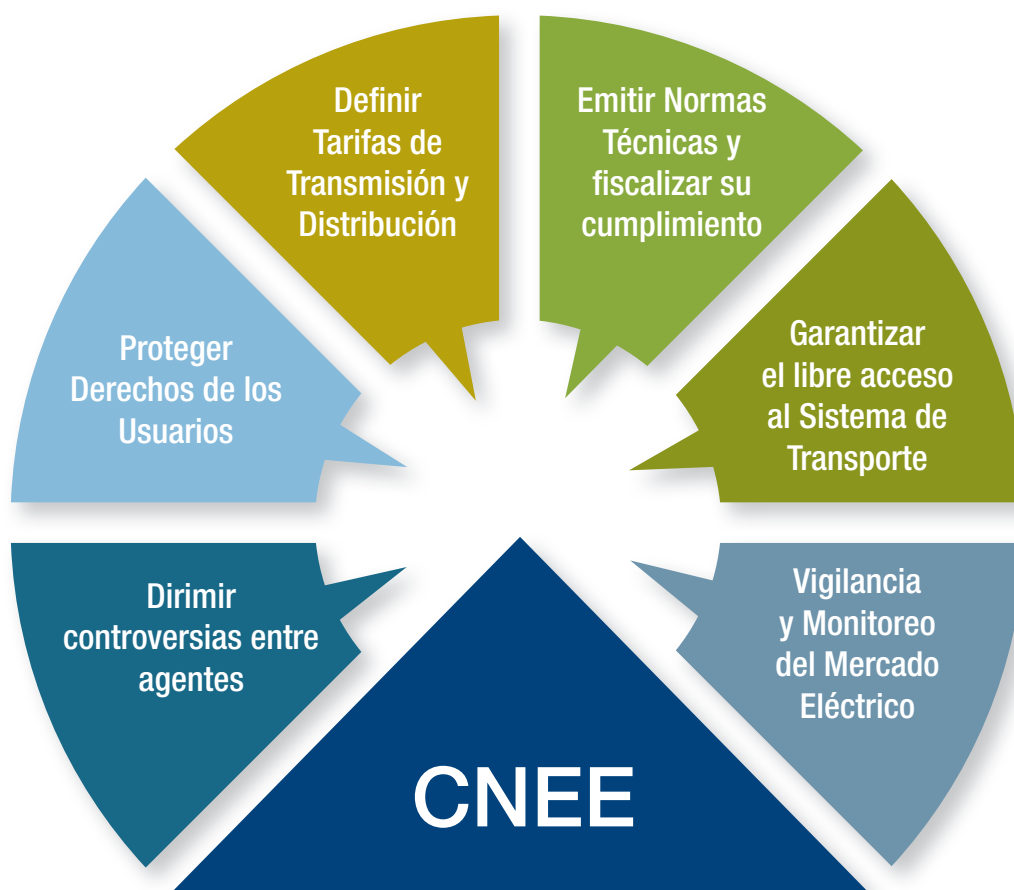 Definir
Tarifas de
Transmisión y
Distribución
Emitir Normas
Técnicas y
fiscalizar su
cumplimiento
Proteger
Derechos de los
Usuarios
Garantizar
el libre acceso
al Sistema de
Transporte
Dirimir
controversias entre
agentes
Vigilancia
y Monitoreo
del Mercado
Eléctrico
CNEE